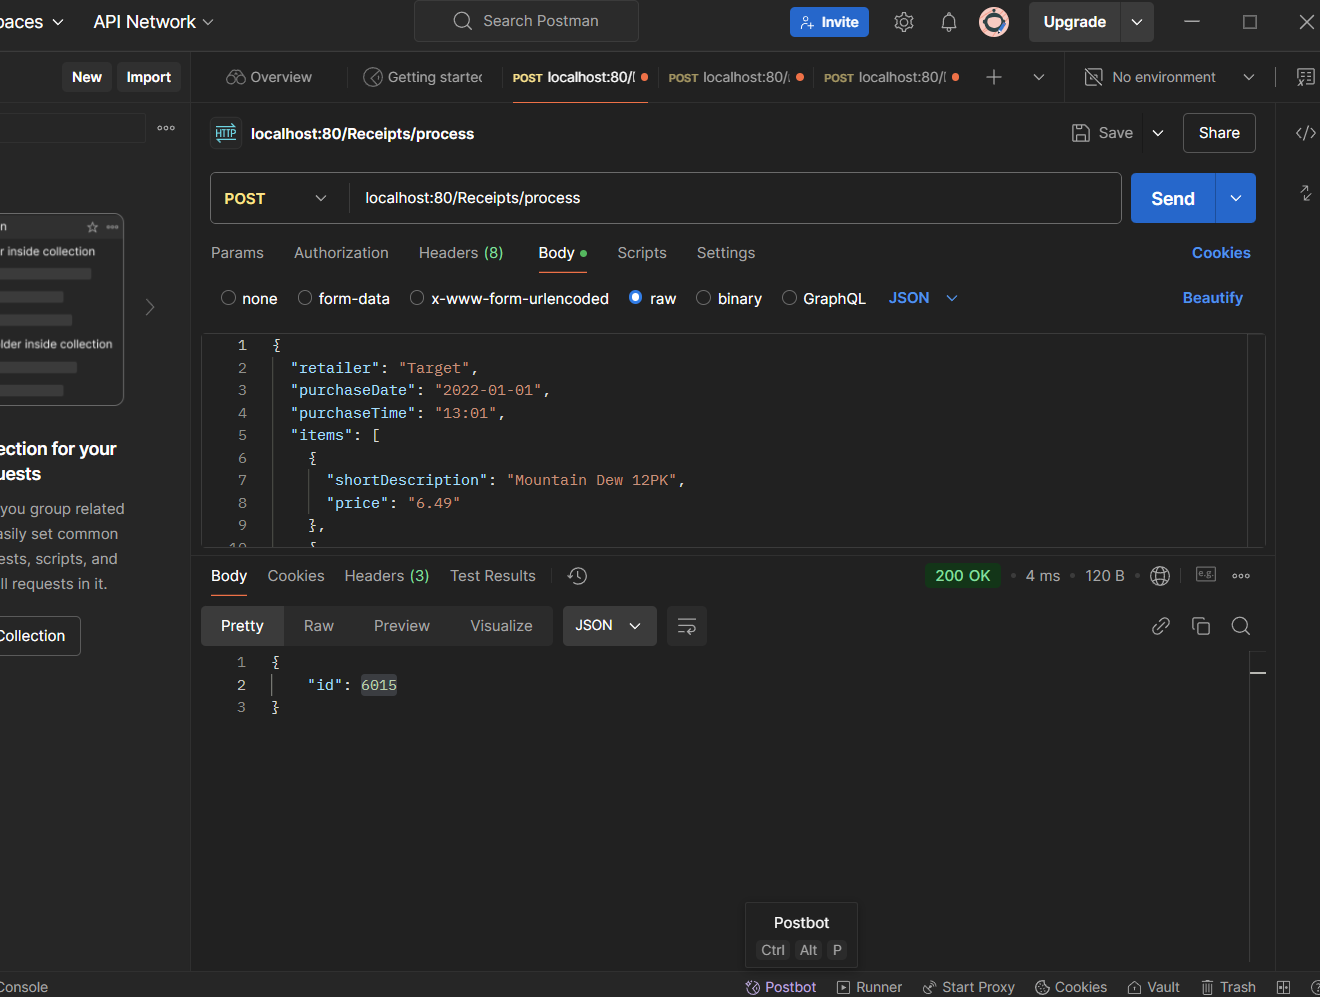 paces API Network Search Postman Invite Upgrade
New Import Overview Getting started POST localhost:80/ POST localhost:80/ POST localhost:80/ No environment
HTTP localhost:80/Receipts/process Save Share
POST localhost:80/Receipts/process Send
Params Authorization Headers (8) Body Scripts Settings Cookies
none form-data x-www-form-urlencoded raw binary GraphQL JSON Beautify
n
r inside collection
lder inside collection
ection for your
uests
you group related
asily set common
ests, scripts, and
ll requests in it.
Collection
1 {
2 "retailer": "Target",
3 "purchaseDate": "2022-01-01",
4 "purchaseTime": "13:01",
5 "items": [
6 {
7 "shortDescription": "Mountain Dew 12PK",
8 "price": "6.49"
9 },
10 {
Body Cookies Headers (3) Test Results 200 OK 4 ms 120 B e.g.
Pretty Raw Preview Visualize JSON
1 {
2 "id": 6015
3 }
Postbot
Ctrl Alt P
Console Postbot Runner Start Proxy Cookies Vault Trash